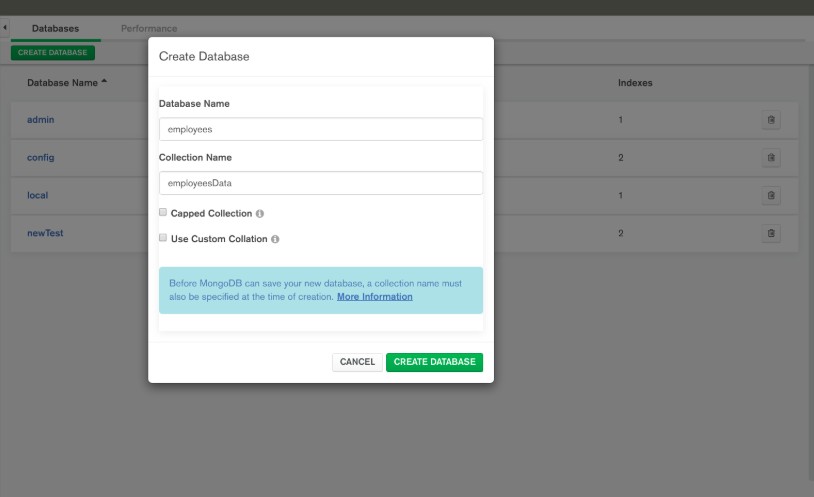 Databases Performance
CREATE DATABASE
Database Name Indexes
admin 1
config 2
local 1
newTest 2
Create Database
Database Name
employees
Collection Name
employeesData
Capped Collection
Use Custom Collation
Before MongoDB can save your new database, a collection name must
also be specified at the time of creation. More Information
CANCEL CREATE DATABASE